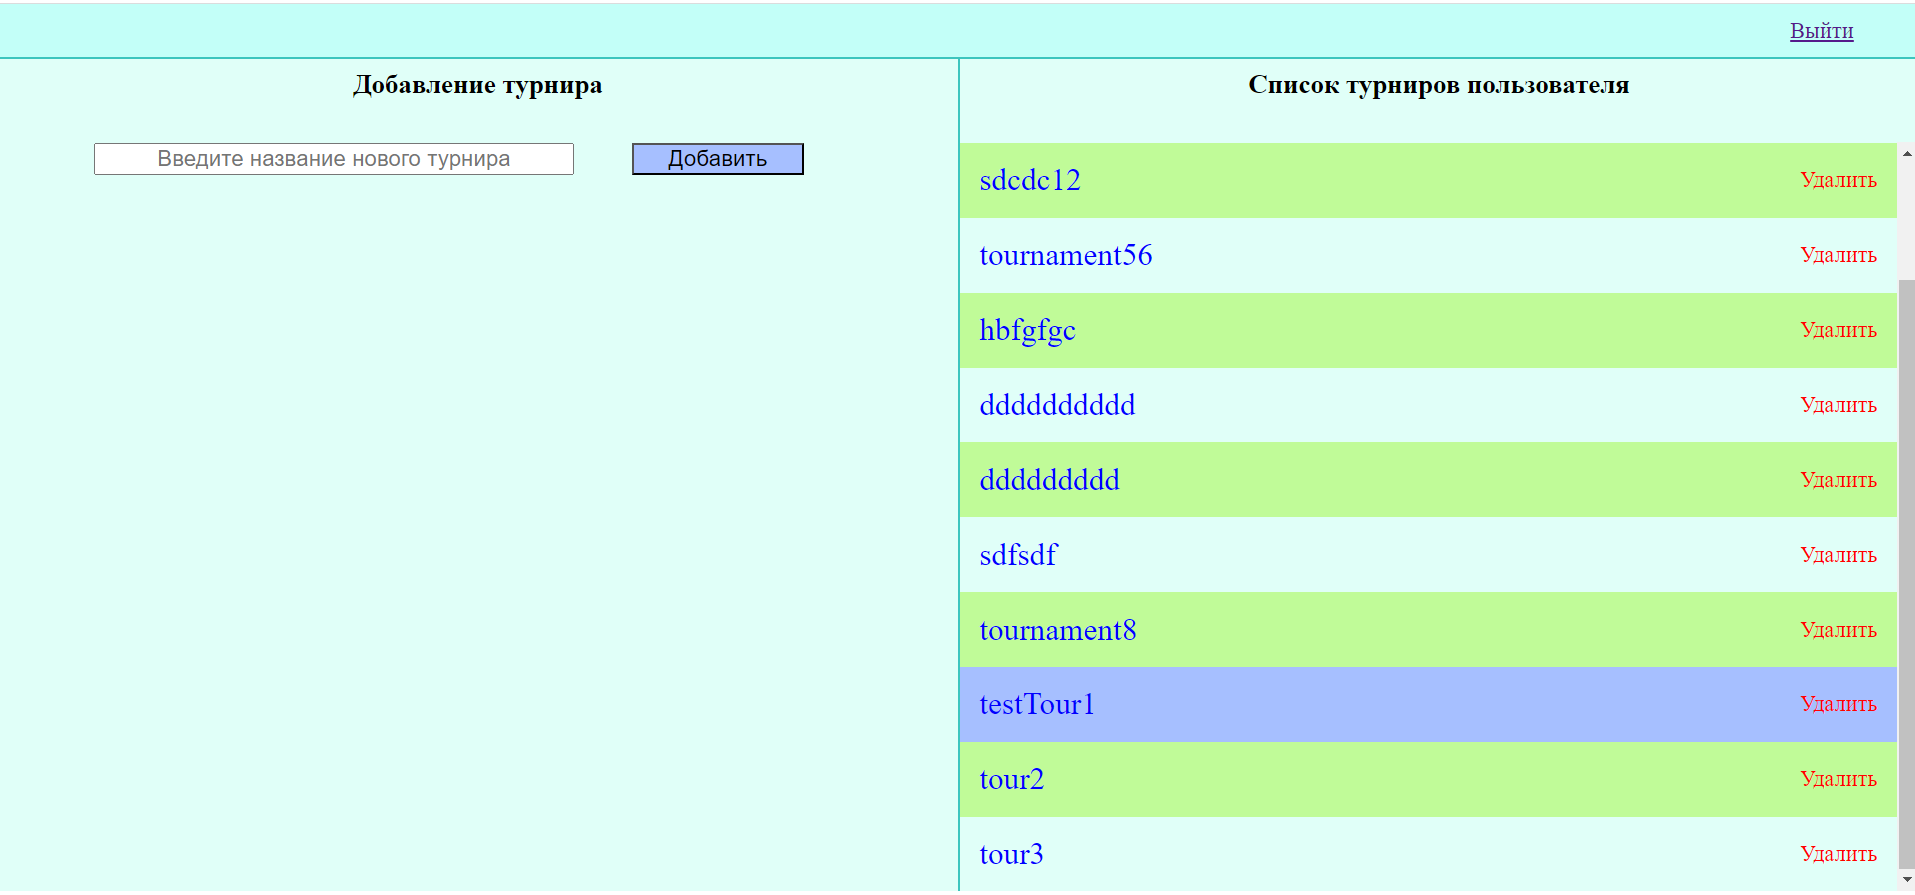 Выйти
Добавление турнира
Введите название нового турнира Добавить
Список турниров пользователя
sdcdc12 Удалить
tournament56 Удалить
hbfgfgc Удалить
dddddddddd Удалить
ddddddddd Удалить
sdfsdf Удалить
tournament8 Удалить
testTour1 Удалить
tour2 Удалить
tour3 Удалить